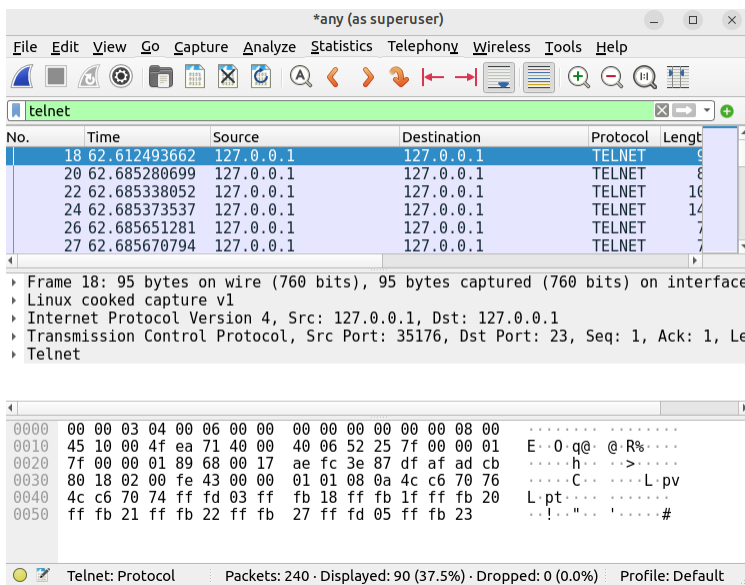 *any (as superuser)
File Edit View Go Capture Analyze Statistics Telephony Wireless Tools Help
telnet
No. Time Source Destination Protocol Lengt
18 62.612493662 127.0.0.1 127.0.0.1 TELNET 9
20 62.685280699 127.0.0.1 127.0.0.1 TELNET 8
22 62.685338052 127.0.0.1 127.0.0.1 TELNET 10
24 62.685373537 127.0.0.1 127.0.0.1 TELNET 14
26 62.685651281 127.0.0.1 127.0.0.1 TELNET 7
27 62.685670794 127.0.0.1 127.0.0.1 TELNET 7
Frame 18: 95 bytes on wire (760 bits), 95 bytes captured (760 bits) on interface
Linux cooked capture v1
Internet Protocol Version 4, Src: 127.0.0.1, Dst: 127.0.0.1
Transmission Control Protocol, Src Port: 35176, Dst Port: 23, Seq: 1, Ack: 1, Le
Telnet
0000 00 00 03 04 00 06 00 00 00 00 00 00 00 00 08 00 ········ ········
0010 45 10 00 4f ea 71 40 00 40 06 52 25 7f 00 00 01 E··O·q@· @·R%····
0020 7f 00 00 01 89 68 00 17 ae fc 3e 87 df af ad cb ·····h·· ··>·····
0030 80 18 02 00 fe 43 00 00 01 01 08 0a 4c c6 70 76 ·····C·· ····L·pv
0040 4c c6 70 74 ff fd 03 ff fb 18 ff fb 1f ff fb 20 L·pt···· ·······
0050 ff fb 21 ff fb 22 ff fb 27 ff fd 05 ff fb 23 ··!··"·· '·····#
Telnet: Protocol Packets: 240 · Displayed: 90 (37.5%) · Dropped: 0 (0.0%) Profile: Default